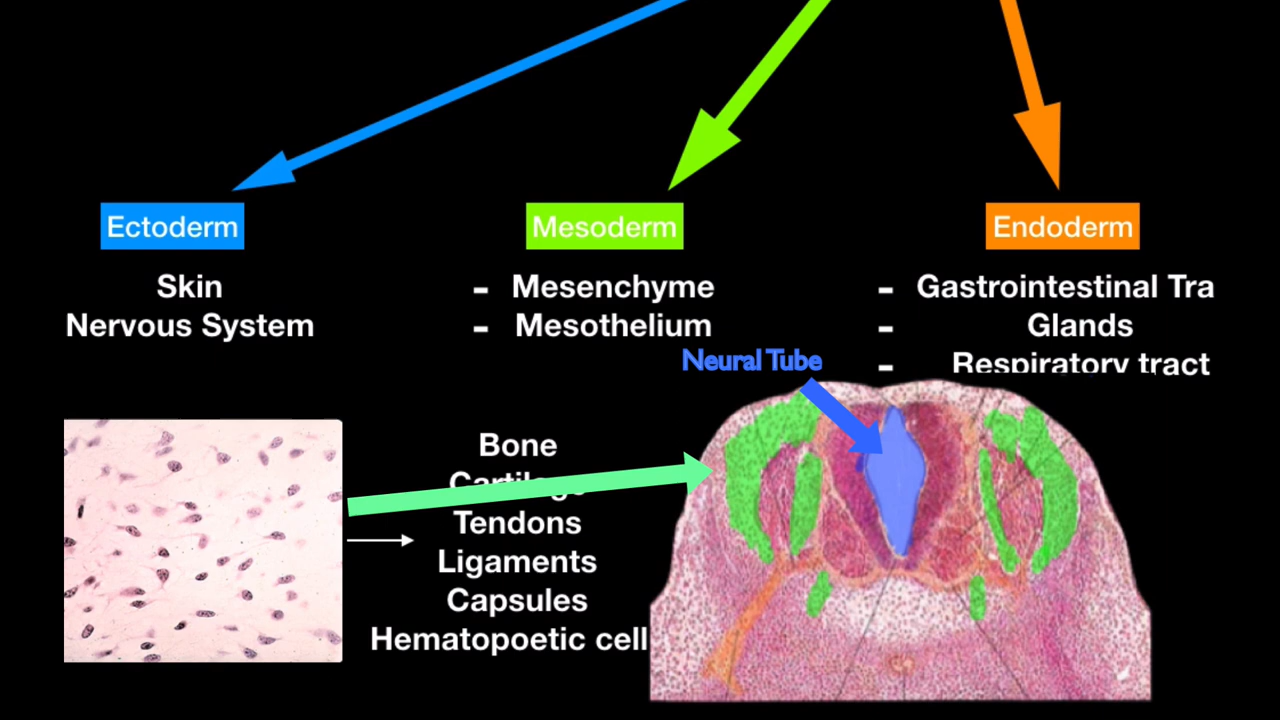 Ectoderm
Mesoderm
Endoderm
Skin
Nervous System
- Mesenchyme
- Mesothelium
- Gastrointestinal Tra
- Glands
- Respiratory tract
Neural Tube
Bone
Cartilage
Tendons
Ligaments
Capsules
Hematopoetic cell